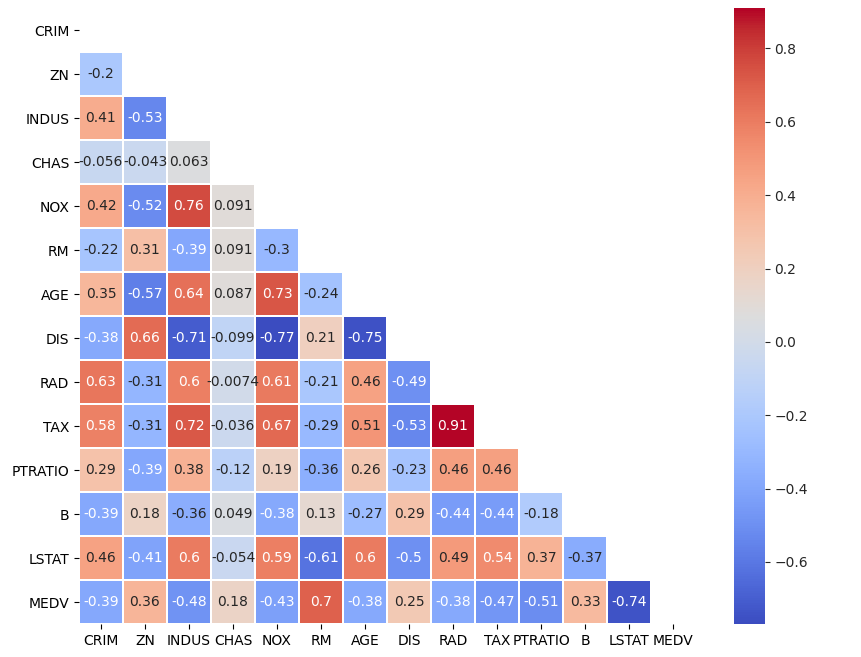 CRIM
ZN -0.2
INDUS 0.41 -0.53
CHAS -0.056 -0.043 0.063
NOX 0.42 -0.52 0.76 0.091
RM -0.22 0.31 -0.39 0.091 -0.3
AGE 0.35 -0.57 0.64 0.087 0.73 -0.24
DIS -0.38 0.66 -0.71 -0.099 -0.77 0.21 -0.75
RAD 0.63 -0.31 0.6 -0.0074 0.61 -0.21 0.46 -0.49
TAX 0.58 -0.31 0.72 -0.036 0.67 -0.29 0.51 -0.53 0.91
PTRATIO 0.29 -0.39 0.38 -0.12 0.19 -0.36 0.26 -0.23 0.46 0.46
B -0.39 0.18 -0.36 0.049 -0.38 0.13 -0.27 0.29 -0.44 -0.44 -0.18
LSTAT 0.46 -0.41 0.6 -0.054 0.59 -0.61 0.6 -0.5 0.49 0.54 0.37 -0.37
MEDV -0.39 0.36 -0.48 0.18 -0.43 0.7 -0.38 0.25 -0.38 -0.47 -0.51 0.33 -0.74
CRIM ZN INDUS CHAS NOX RM AGE DIS RAD TAX PTRATIO B LSTAT MEDV
0.8
0.6
0.4
0.2
0.0
−0.2
−0.4
−0.6